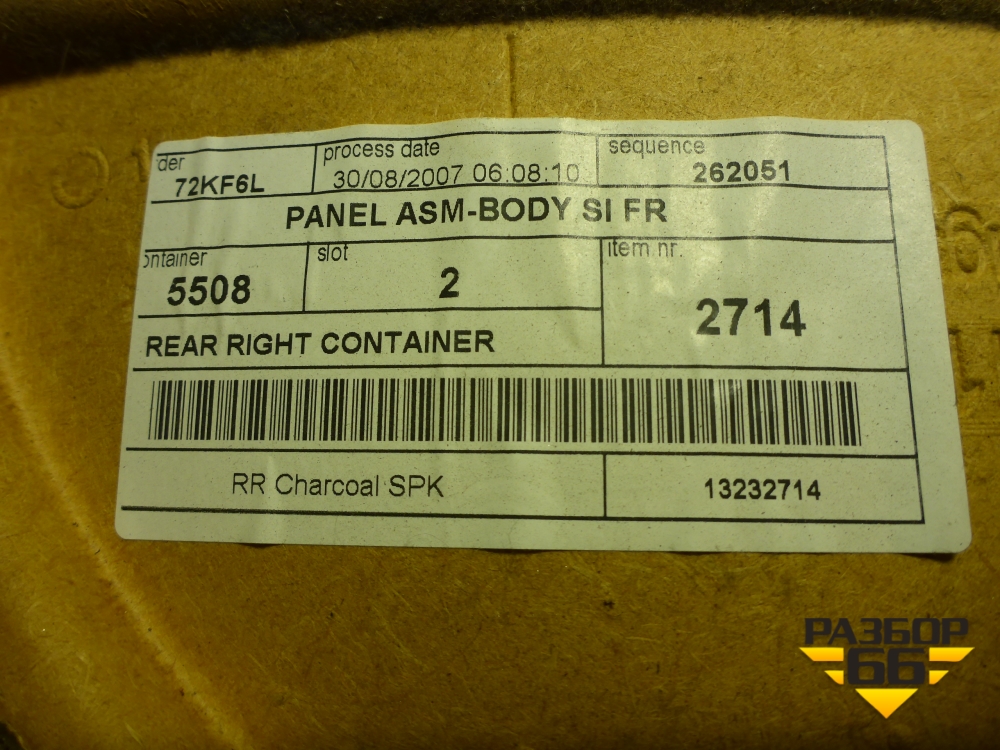 der process date sequence
72KF6L 30/08/2007 06:08:10 262051
PANEL ASM-BODY SI FR
ontainer slot item nr.
5508 2 2714
REAR RIGHT CONTAINER
RR Charcoal SPK 13232714
РАЗБОР
66